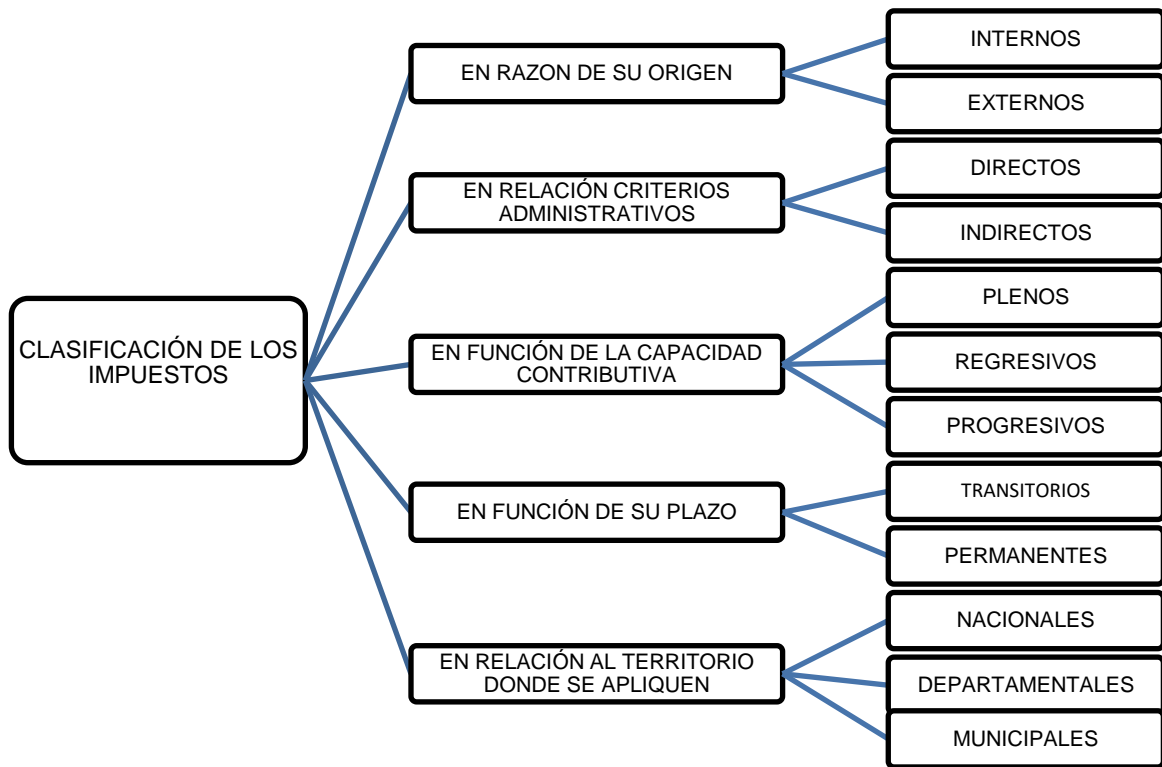 CLASIFICACIÓN DE LOS
IMPUESTOS
EN RAZON DE SU ORIGEN
INTERNOS
EXTERNOS
EN RELACIÓN CRITERIOS
ADMINISTRATIVOS
DIRECTOS
INDIRECTOS
EN FUNCIÓN DE LA CAPACIDAD
CONTRIBUTIVA
PLENOS
REGRESIVOS
PROGRESIVOS
EN FUNCIÓN DE SU PLAZO
TRANSITORIOS
PERMANENTES
EN RELACIÓN AL TERRITORIO
DONDE SE APLIQUEN
NACIONALES
DEPARTAMENTALES
MUNICIPALES